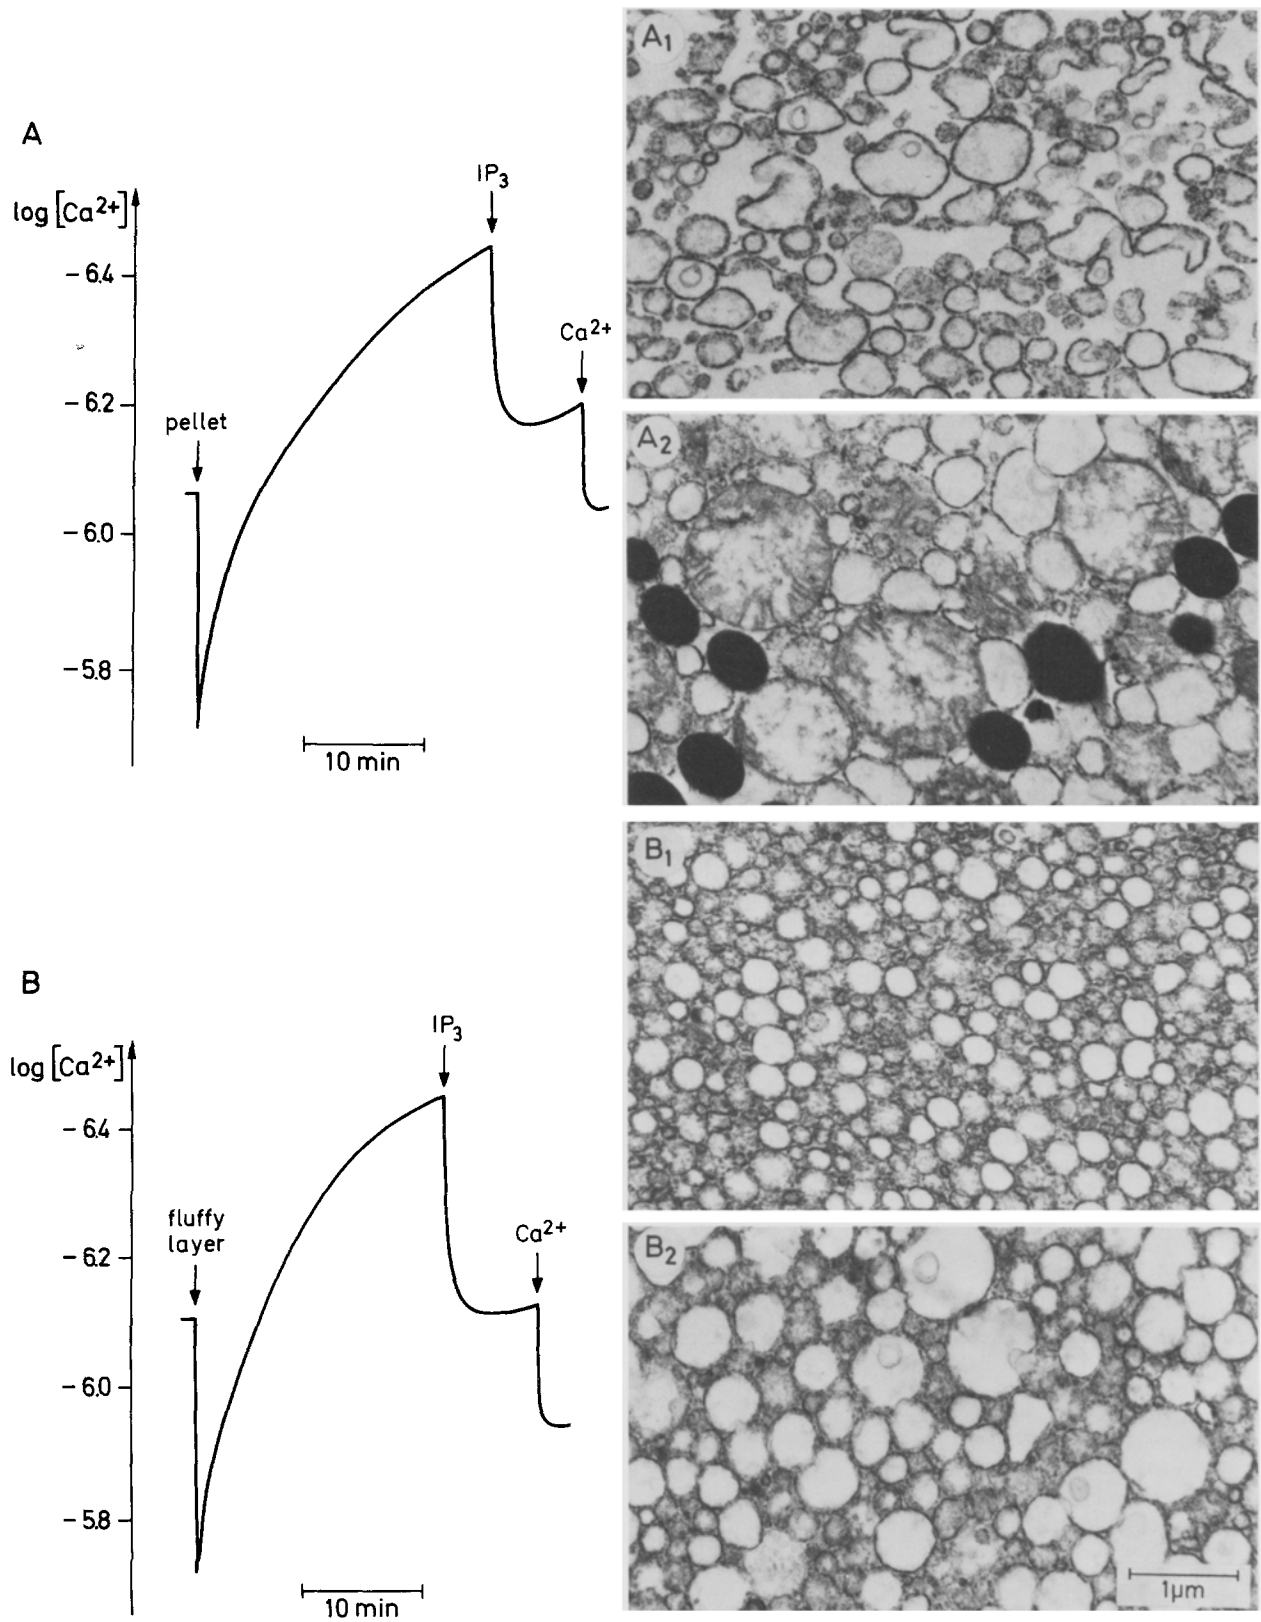 A
log [Ca2+]
IP3
-6.4
Ca2+
-6.2
pellet
-6.0
-5.8
10 min
A1
A2
B
log [Ca2+]
IP3
-6.4
fluffy
layer
Ca2+
-6.2
-6.0
-5.8
10 min
B1
B2
1µm